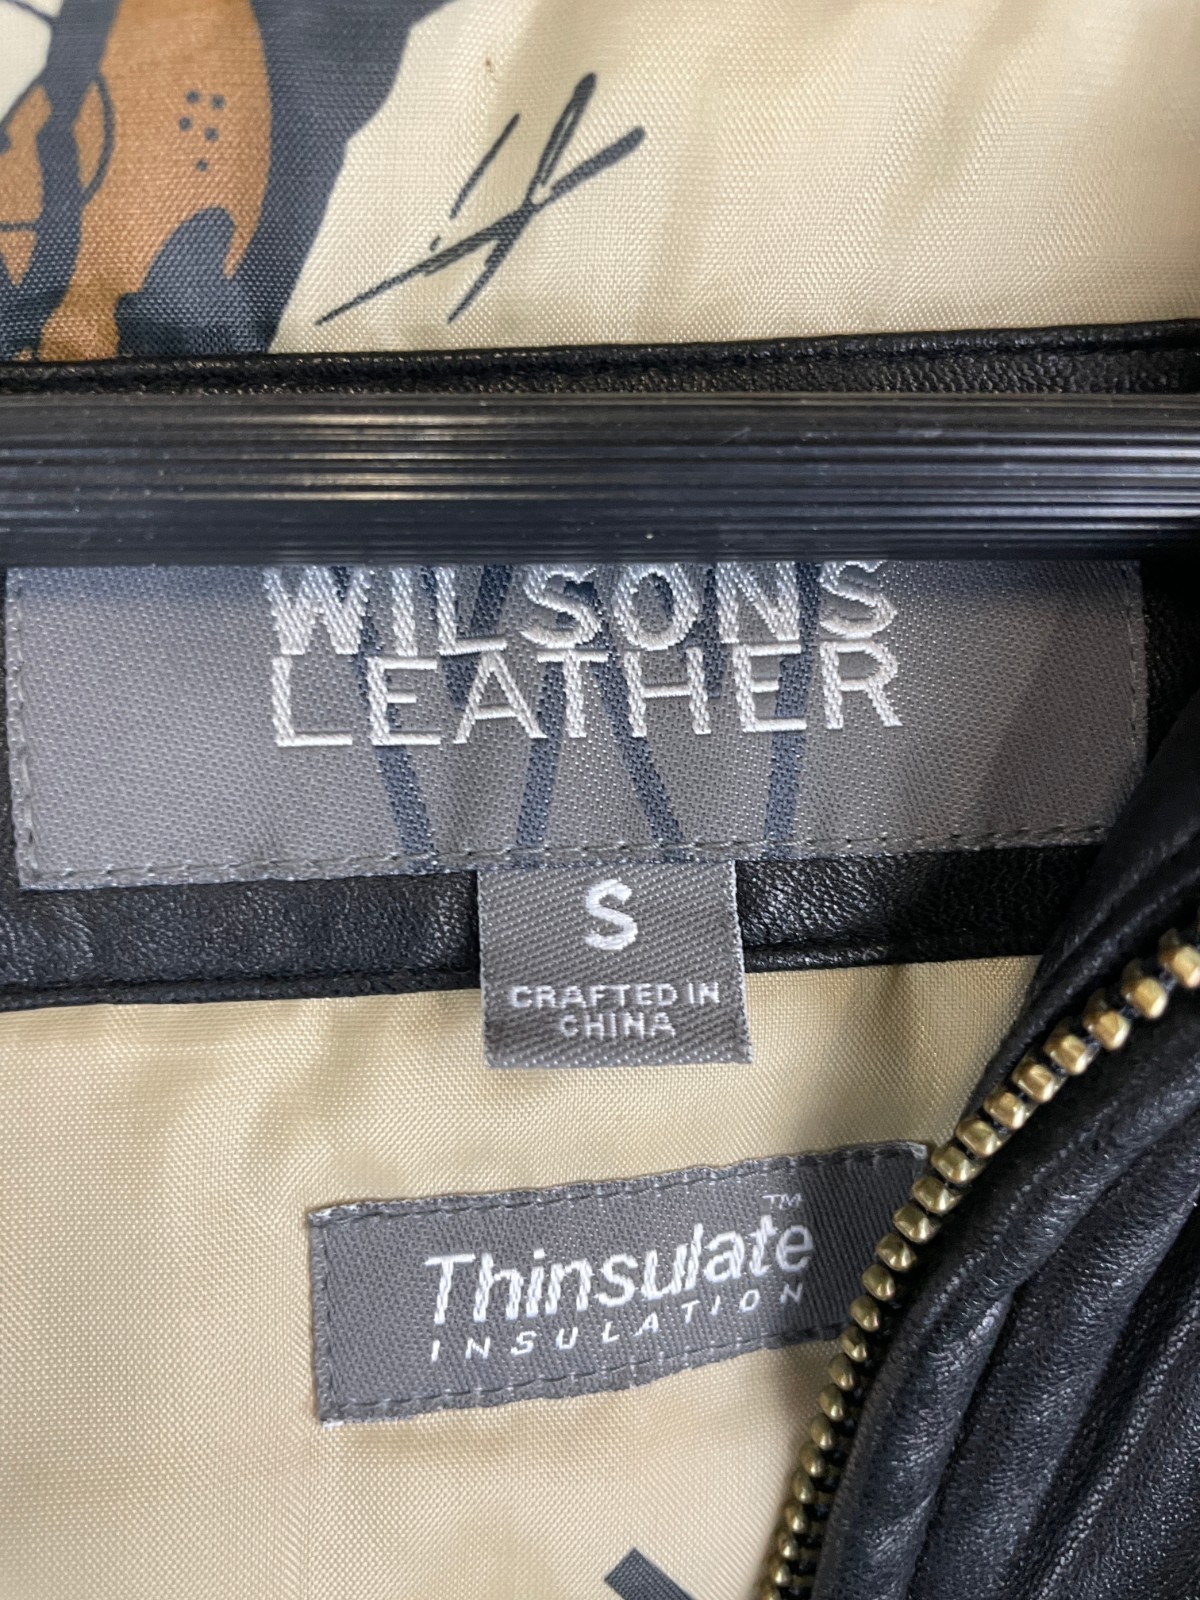 WILSONS
LEATHER
S
CRAFTED IN
CHINA
Thinsulate™
INSULATION